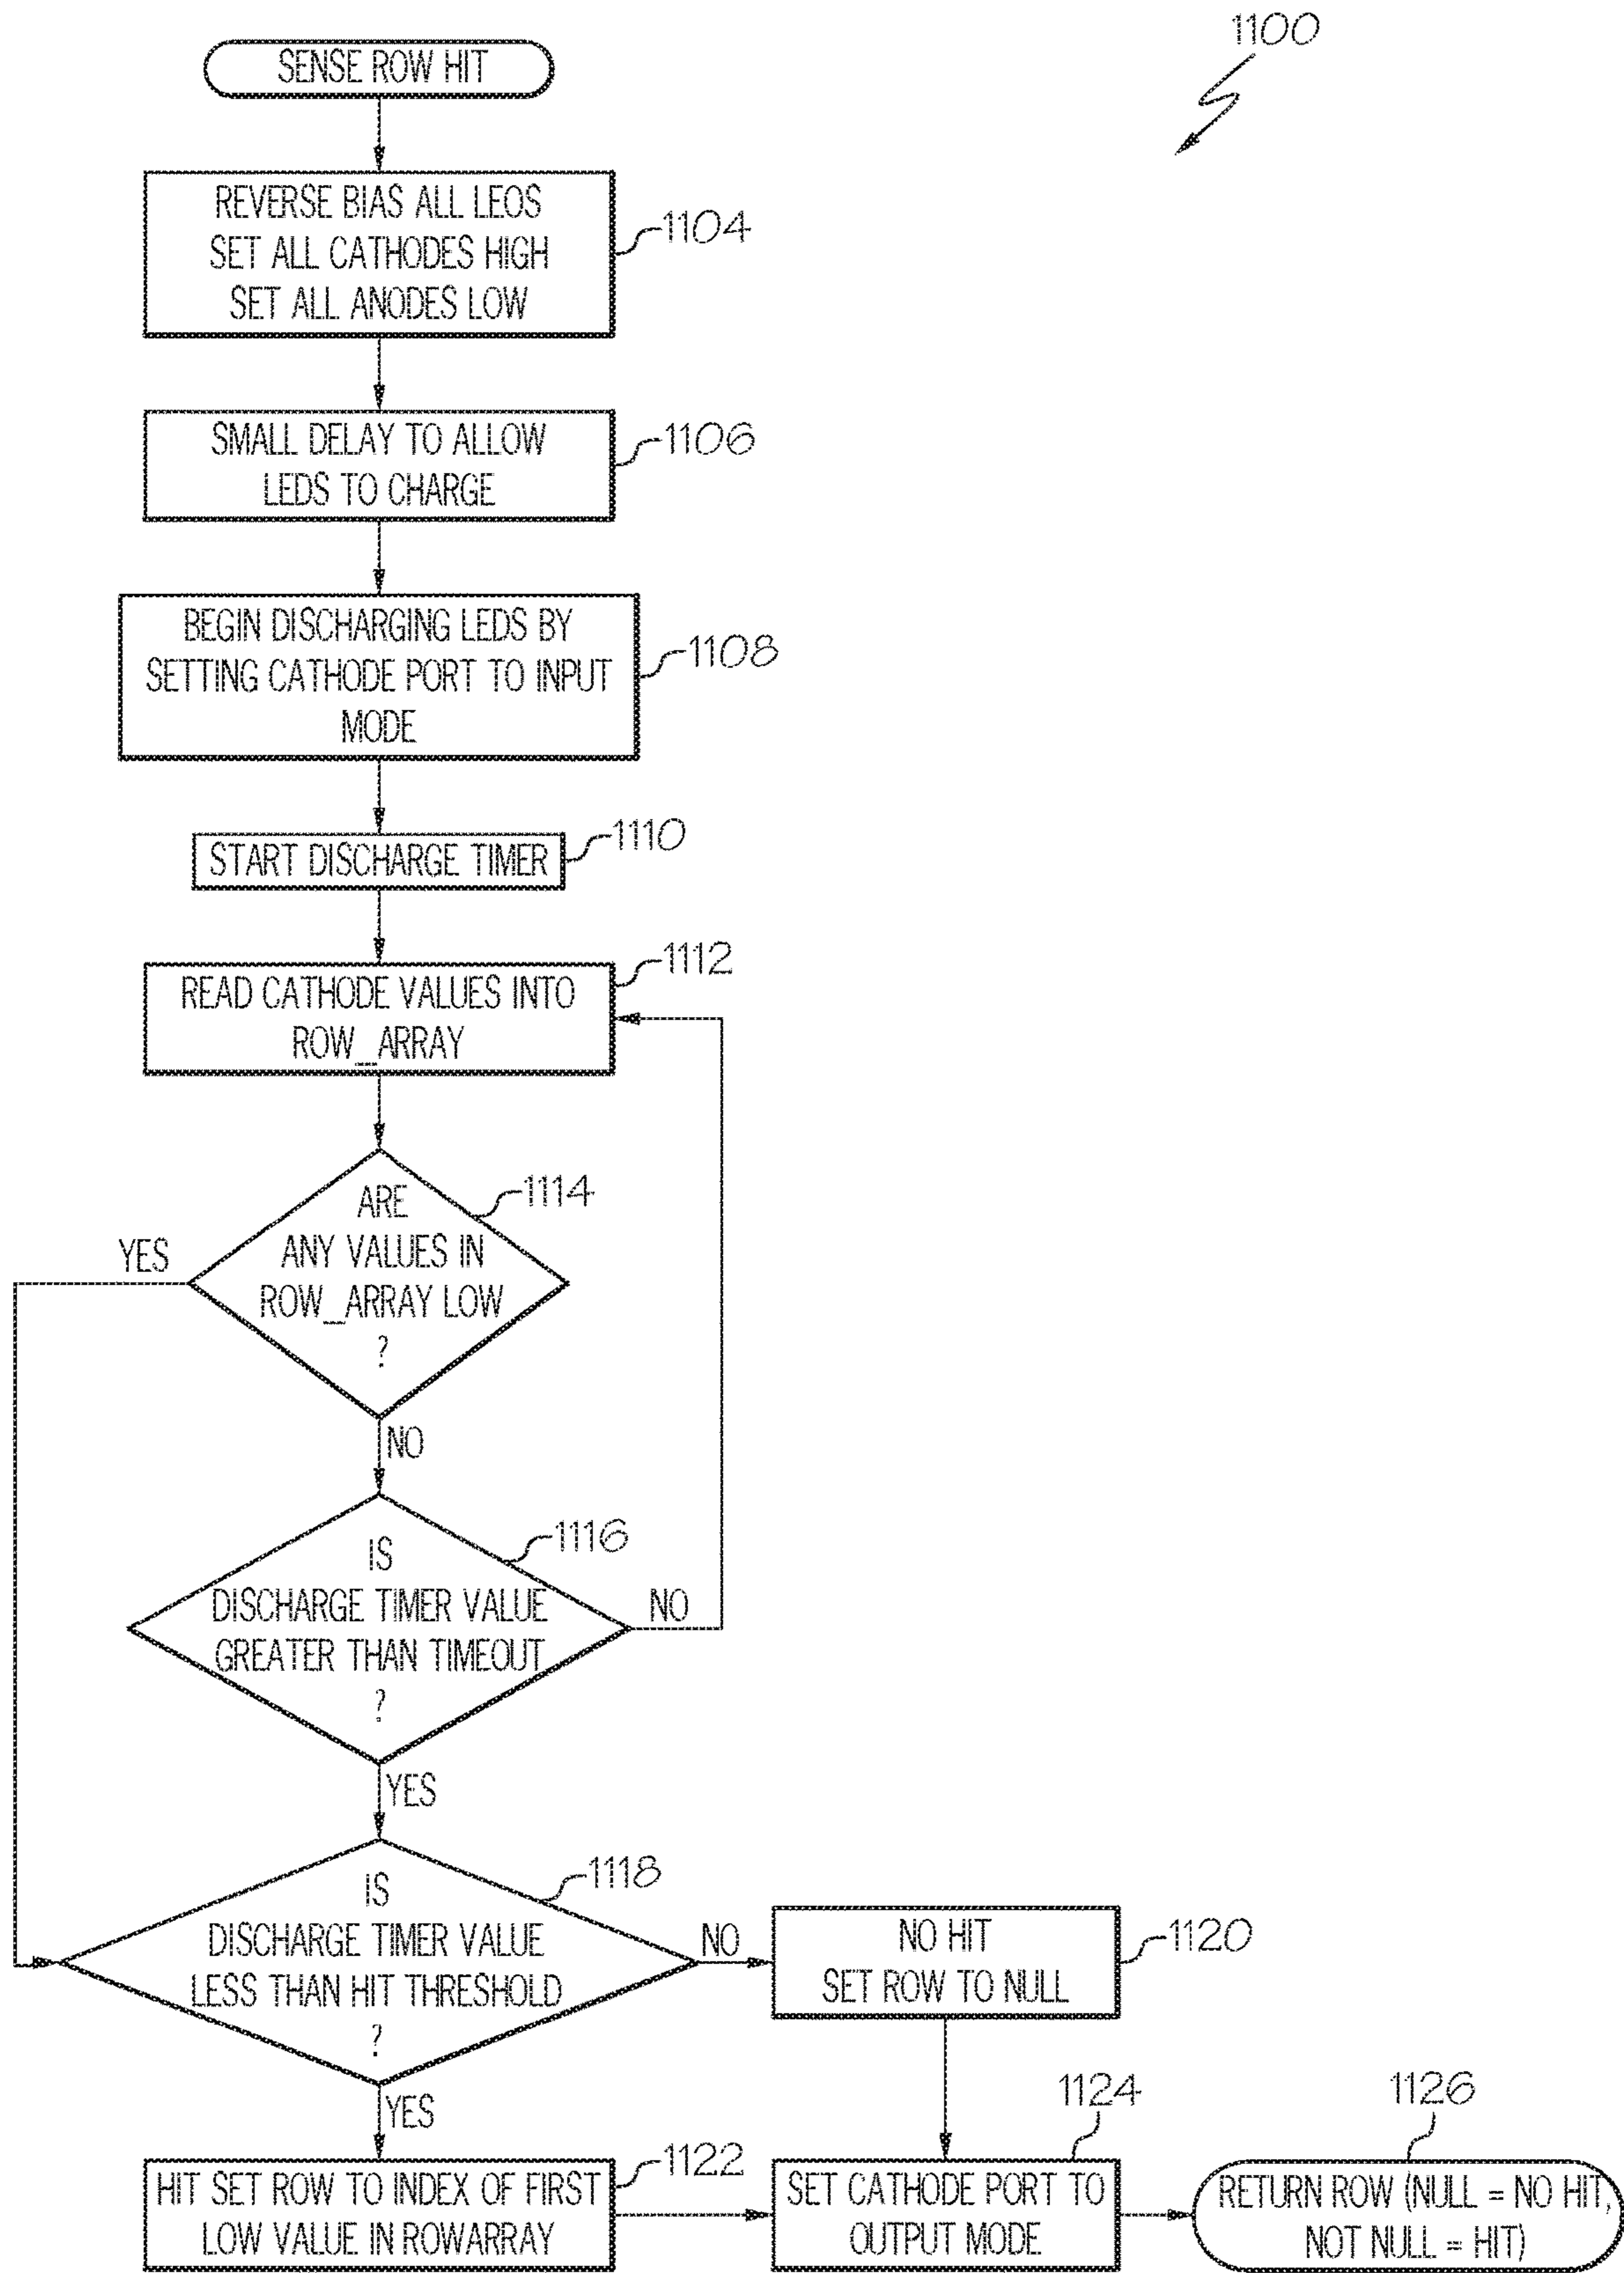 1100
SENSE ROW HIT
REVERSE BIAS ALL LEOS
SET ALL CATHODES HIGH
SET ALL ANODES LOW
1104
SMALL DELAY TO ALLOW
LEDS TO CHARGE
1106
BEGIN DISCHARGING LEDS BY
SETTING CATHODE PORT TO INPUT
MODE
1108
START DISCHARGE TIMER
1110
READ CATHODE VALUES INTO
ROW_ARRAY
1112
ARE
ANY VALUES IN
ROW_ARRAY LOW
?
1114
YES
NO
IS
DISCHARGE TIMER VALUE
GREATER THAN TIMEOUT
?
1116
NO
YES
IS
DISCHARGE TIMER VALUE
LESS THAN HIT THRESHOLD
?
1118
NO
YES
NO HIT
SET ROW TO NULL
1120
HIT SET ROW TO INDEX OF FIRST
LOW VALUE IN ROWARRAY
1122
SET CATHODE PORT TO
OUTPUT MODE
1124
RETURN ROW (NULL = NO HIT,
NOT NULL = HIT)
1126